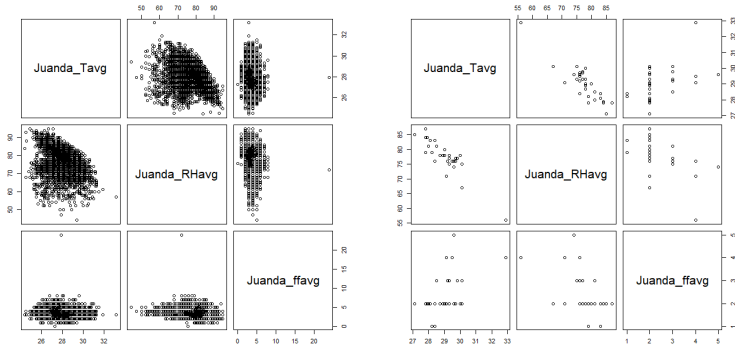 50 60 70 80 90
55 60 65 70 75 80 85
Juanda_Tavg
26 28 30 32
Juanda_Tavg
27 28 29 30 31 32 33
50 60 70 80 90
Juanda_RHavg
55 60 65 70 75 80 85
Juanda_RHavg
Juanda_ffavg
0 5 10 15 20
Juanda_ffavg
1 2 3 4 5
26 28 30 32
0 5 10 15 20
27 28 29 30 31 32 33
1 2 3 4 5